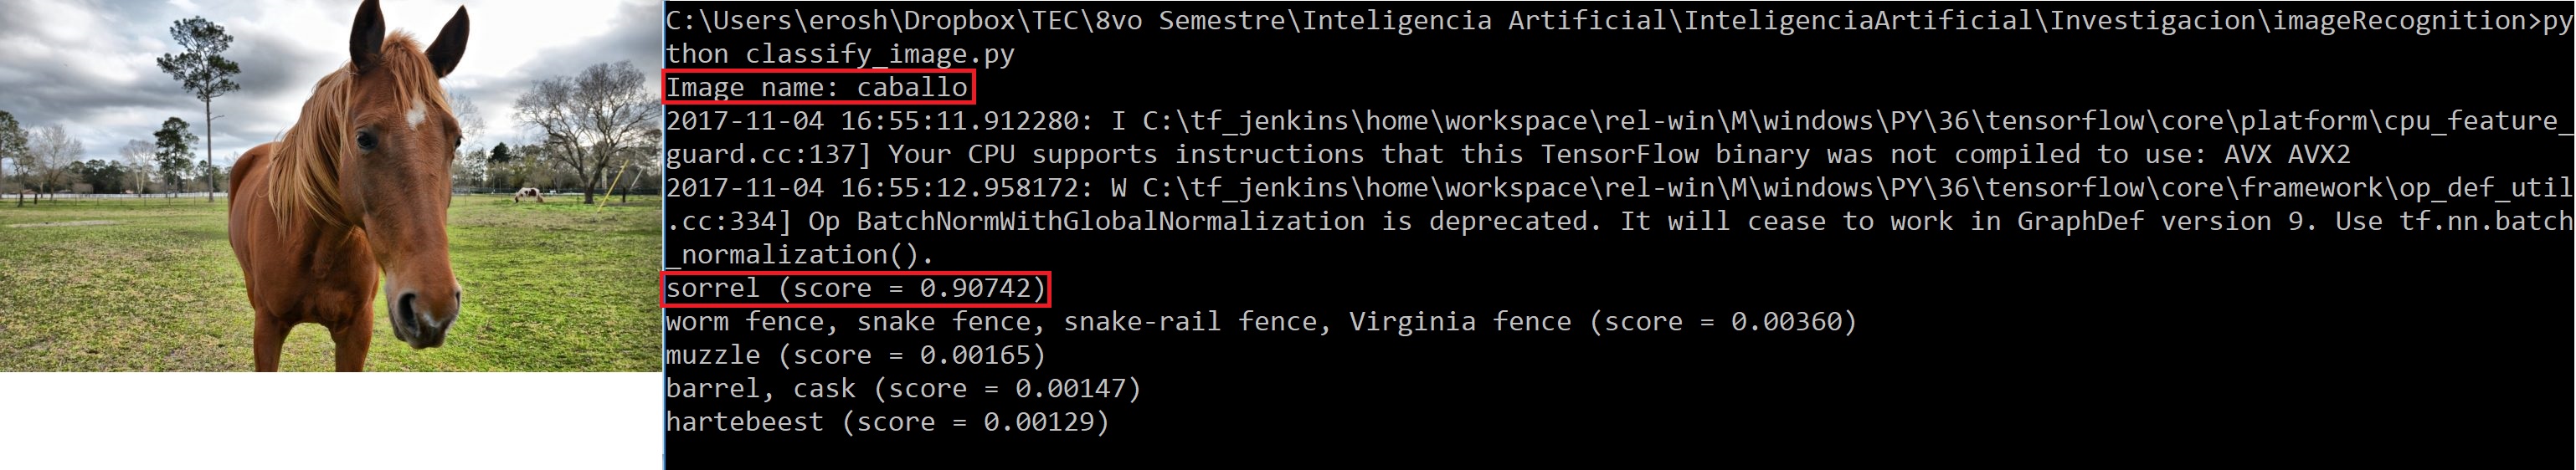 C:\Users\erosh\Dropbox\TEC\8vo Semestre\Inteligencia Artificial\InteligenciaArtificial\Investigacion\imageRecognition>py
thon classify_image.py
Image name: caballo
2017-11-04 16:55:11.912280: I C:\tf_jenkins\home\workspace\rel-win\M\windows\PY\36\tensorflow\core\platform\cpu_feature_
guard.cc:137] Your CPU supports instructions that this TensorFlow binary was not compiled to use: AVX AVX2
2017-11-04 16:55:12.958172: W C:\tf_jenkins\home\workspace\rel-win\M\windows\PY\36\tensorflow\core\framework\op_def_util
.cc:334] Op BatchNormWithGlobalNormalization is deprecated. It will cease to work in GraphDef version 9. Use tf.nn.batch
_normalization().
sorrel (score = 0.90742)
worm fence, snake fence, snake-rail fence, Virginia fence (score = 0.00360)
muzzle (score = 0.00165)
barrel, cask (score = 0.00147)
hartebeest (score = 0.00129)